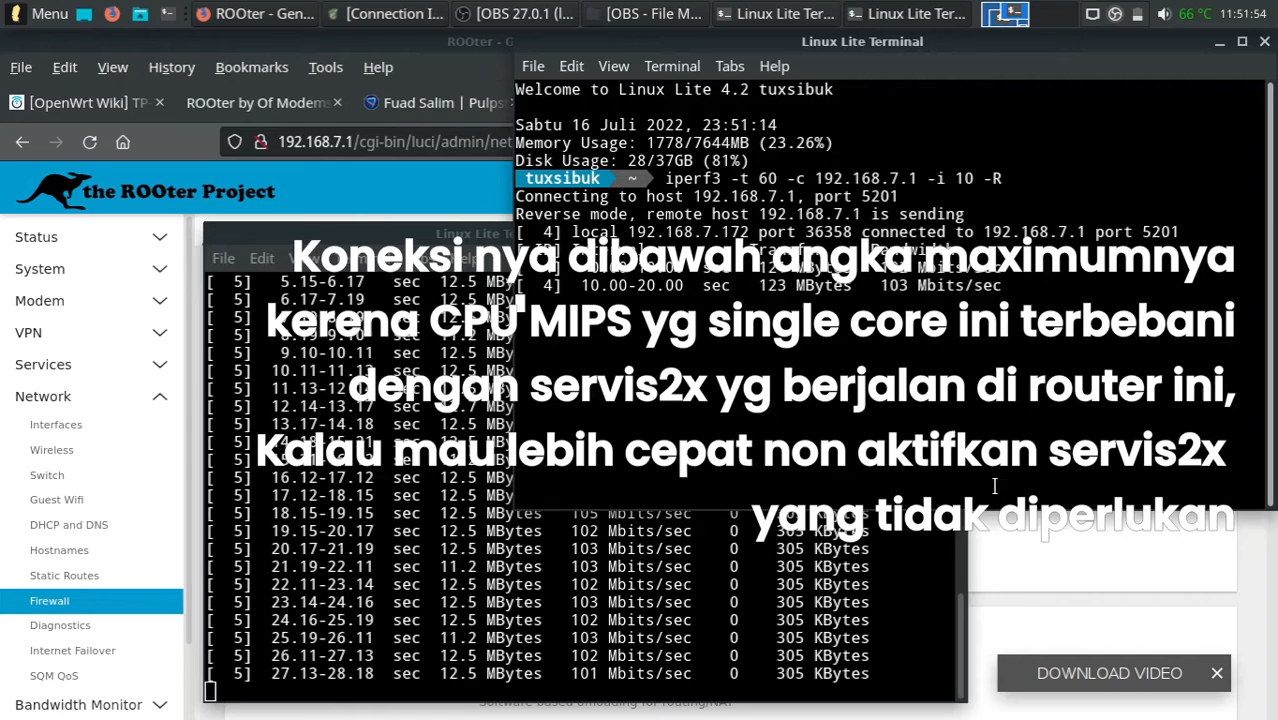 Menu
ROOter - Gen...
[Connection I...
[OBS 27.0.1 (l...
[OBS - File M...
Linux Lite Ter...
Linux Lite Ter...
66 °C
11:51:54
ROOter - G
Linux Lite Terminal
File Edit View History Bookmarks Tools Help
[OpenWrt Wiki] TP-
ROOter by Of Modems
Fuad Salim | Pulps
192.168.7.1/cgi-bin/luci/admin/net
the ROOter Project
Status
System
Modem
VPN
Services
Network
Interfaces
Wireless
Switch
Guest Wifi
DHCP and DNS
Hostnames
Static Routes
Firewall
Diagnostics
Internet Failover
SQM QoS
Bandwidth Monitor
File Edit View Terminal Tabs Help
Welcome to Linux Lite 4.2 tuxsibuk
Sabtu 16 Juli 2022, 23:51:14
Memory Usage: 1778/7644MB (23.26%)
Disk Usage: 28/37GB (81%)
tuxsibuk ~ iperf3 -t 60 -c 192.168.7.1 -i 10 -R
Connecting to host 192.168.7.1, port 5201
Reverse mode, remote host 192.168.7.1 is sending
[ 4] local 192.168.7.172 port 36358 connected to 192.168.7.1 port 5201
[ 4] 10.00-20.00 sec 123 MBytes 103 Mbits/sec
Koneksi nya dibawah angka maximumnya
kerena CPU MIPS yg single core ini terbebani
dengan servis2x yg berjalan di router ini,
Kalau mau lebih cepat non aktifkan servis2x
yang tidak diperlukan
Linux Lite Te
File Edit
[ 5] 5.15-6.17 sec 12.5 MBy
[ 5] 6.17-7.19 sec
[ 5] 9.10-10.11 sec 12.5 MBy
[ 5] 16.12-17.12 sec 12.5 MBy
[ 5] 17.12-18.15 sec 12.5 MBy
[ 5] 18.15-19.15 sec 12.5 MBytes 105 Mbits/sec 0 305 KBytes
[ 5] 19.15-20.17 sec 12.5 MBytes 102 Mbits/sec 0 305 KBytes
[ 5] 20.17-21.19 sec 12.5 MBytes 103 Mbits/sec 0 305 KBytes
[ 5] 21.19-22.11 sec 11.2 MBytes 103 Mbits/sec 0 305 KBytes
[ 5] 22.11-23.14 sec 12.5 MBytes 102 Mbits/sec 0 305 KBytes
[ 5] 23.14-24.16 sec 12.5 MBytes 103 Mbits/sec 0 305 KBytes
[ 5] 24.16-25.19 sec 12.5 MBytes 102 Mbits/sec 0 305 KBytes
[ 5] 25.19-26.11 sec 11.2 MBytes 103 Mbits/sec 0 305 KBytes
[ 5] 26.11-27.13 sec 12.5 MBytes 102 Mbits/sec 0 305 KBytes
[ 5] 27.13-28.18 sec 12.5 MBytes 101 Mbits/sec 0 305 KBytes
DOWNLOAD VIDEO